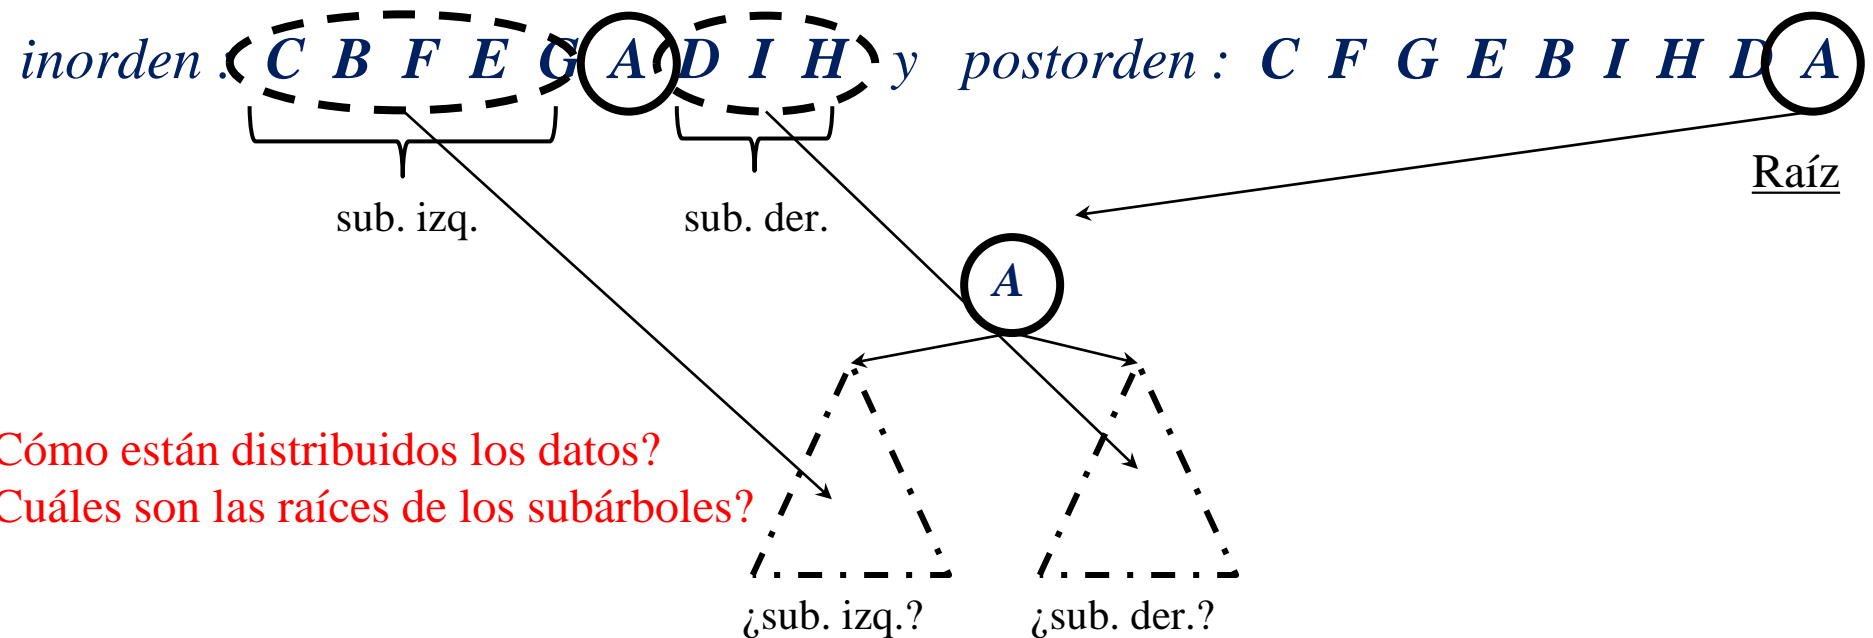 inorden : C B F E G A D I H y postorden : C F G E B I H D A
Raíz
sub. izq. sub. der.
A
Cómo están distribuidos los datos?
Cuáles son las raíces de los subárboles?
¿sub. izq.? ¿sub. der.?